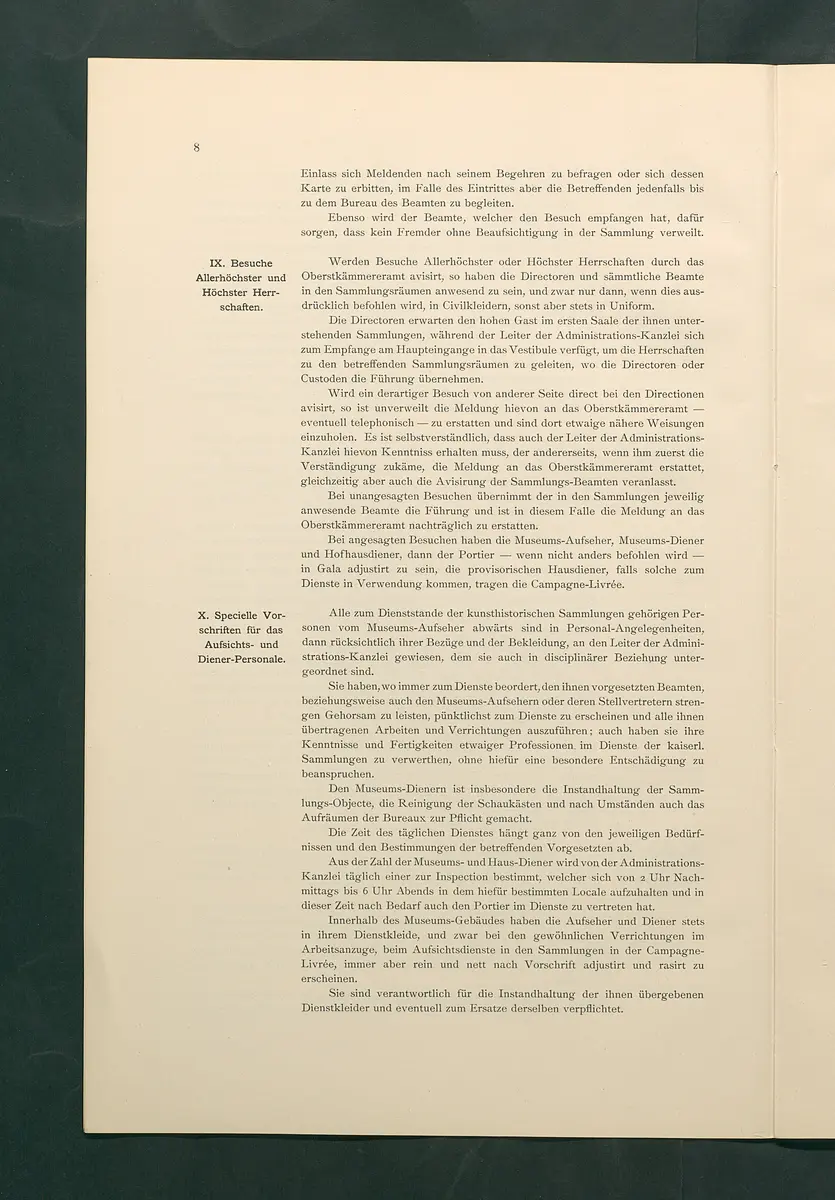 8
Einlass sich Meldenden nach seinem Begehren zu befragen oder sich dessen
Karte zu erbitten, im Falle des Eintrittes aber die Betreffenden jedenfalls bis
zu dem Bureau des Beamten zu begleiten.
Ebenso wird der Beamte, welcher den Besuch empfangen hat, dafür
sorgen, dass kein Fremder ohne Beaufsichtigung in der Sammlung verweilt.
IX. Besuche
Allerhöchster und
Höchster Herr-
schaften.
Werden Besuche Allerhöchster oder Höchster Herrschaften durch das
Oberstkämmereramt avisirt, so haben die Directoren und sämmtliche Beamte
in den Sammlungsräumen anwesend zu sein, und zwar nur dann, wenn dies aus-
drücklich befohlen wird, in Civilkleidern, sonst aber stets in Uniform.
Die Directoren erwarten den hohen Gast im ersten Saale der ihnen unter-
stehenden Sammlungen, während der Leiter der Administrations-Kanzlei sich
zum Empfange am Haupteingange in das Vestibule verfügt, um die Herrschaften
zu den betreffenden Sammlungsräumen zu geleiten, wo die Directoren oder
Custoden die Führung übernehmen.
Wird ein derartiger Besuch von anderer Seite direct bei den Directionen
avisirt, so ist unverweilt die Meldung hievon an das Oberstkämmereramt —
eventuell telephonisch — zu erstatten und sind dort etwaige nähere Weisungen
einzuholen. Es ist selbstverständlich, dass auch der Leiter der Administrations-
Kanzlei hievon Kenntniss erhalten muss, der andererseits, wenn ihm zuerst die
Verständigung zukäme, die Meldung an das Oberstkämmereramt erstattet,
gleichzeitig aber auch die Avisirung der Sammlungs-Beamten veranlasst.
Bei unangesagten Besuchen übernimmt der in den Sammlungen jeweilig
anwesende Beamte die Führung und ist in diesem Falle die Meldung an das
Oberstkämmereramt nachträglich zu erstatten.
Bei angesagten Besuchen haben die Museums-Aufseher, Museums-Diener
und Hofhausdiener, dann der Portier — wenn nicht anders befohlen wird —
in Gala adjustirt zu sein, die provisorischen Hausdiener, falls solche zum
Dienste in Verwendung kommen, tragen die Campagne-Livrée.
X. Specielle Vor-
schriften für das
Aufsichts- und
Diener-Personale.
Alle zum Dienststande der kunsthistorischen Sammlungen gehörigen Per-
sonen vom Museums-Aufseher abwärts sind in Personal-Angelegenheiten,
dann rücksichtlich ihrer Bezüge und der Bekleidung, an den Leiter der Admini-
strations-Kanzlei gewiesen, dem sie auch in disciplinärer Beziehung unter-
geordnet sind.
Sie haben, wo immer zum Dienste beordert, den ihnen vorgesetzten Beamten,
beziehungsweise auch den Museums-Aufsehern oder deren Stellvertretern stren-
gen Gehorsam zu leisten, pünktlichst zum Dienste zu erscheinen und alle ihnen
übertragenen Arbeiten und Verrichtungen auszuführen; auch haben sie ihre
Kenntnisse und Fertigkeiten etwaiger Professionen im Dienste der kaiserl.
Sammlungen zu verwerthen, ohne hiefür eine besondere Entschädigung zu
beanspruchen.
Den Museums-Dienern ist insbesondere die Instandhaltung der Samm-
lungs-Objecte, die Reinigung der Schaukästen und nach Umständen auch das
Aufräumen der Bureaux zur Pflicht gemacht.
Die Zeit des täglichen Dienstes hängt ganz von den jeweiligen Bedürf-
nissen und den Bestimmungen der betreffenden Vorgesetzten ab.
Aus der Zahl der Museums- und Haus-Diener wird von der Administrations-
Kanzlei täglich einer zur Inspection bestimmt, welcher sich von 2 Uhr Nach-
mittags bis 6 Uhr Abends in dem hiefür bestimmten Locale aufzuhalten und in
dieser Zeit nach Bedarf auch den Portier im Dienste zu vertreten hat.
Innerhalb des Museums-Gebäudes haben die Aufseher und Diener stets
in ihrem Dienstkleide, und zwar bei den gewöhnlichen Verrichtungen im
Arbeitsanzuge, beim Aufsichtsdienste in den Sammlungen in der Campagne-
Livrée, immer aber rein und nett nach Vorschrift adjustirt und rasirt zu
erscheinen.
Sie sind verantwortlich für die Instandhaltung der ihnen übergebenen
Dienstkleider und eventuell zum Ersatze derselben verpflichtet.